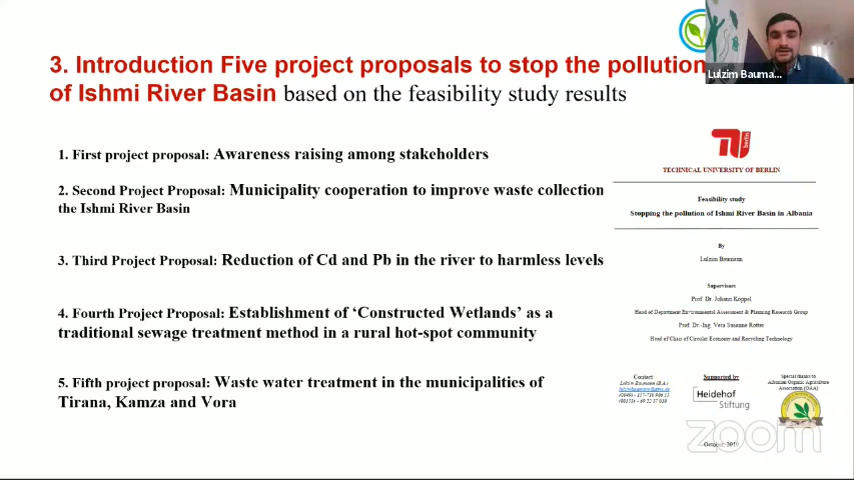 3. Introduction Five project proposals to stop the pollution
of Ishmi River Basin based on the feasibility study results
Lulzim Bauma...
1. First project proposal: Awareness raising among stakeholders
2. Second Project Proposal: Municipality cooperation to improve waste collection
the Ishmi River Basin
3. Third Project Proposal: Reduction of Cd and Pb in the river to harmless levels
4. Fourth Project Proposal: Establishment of ‘Constructed Wetlands’ as a
traditional sewage treatment method in a rural hot-spot community
5. Fifth project proposal: Waste water treatment in the municipalities of
Tirana, Kamza and Vora
berlin
TECHNICAL UNIVERSITY OF BERLIN
Feasibility study
Stopping the pollution of Ishmi River Basin in Albania
By
Lulzim Baumann
Supervisors
Prof. Dr. Johann Köppel
Head of Department Environmental Assessment & Planning Research Group
Prof. Dr.-Ing. Vera Susanne Rotter
Head of Chair of Circular Economy and Recycling Technology
Contact
Lulzim Baumann (B.A.)
Supported by
Heidehof
Stiftung
Special thanks to
Albanian Organic Agriculture
Association (OAA)
October, 2019
zoom